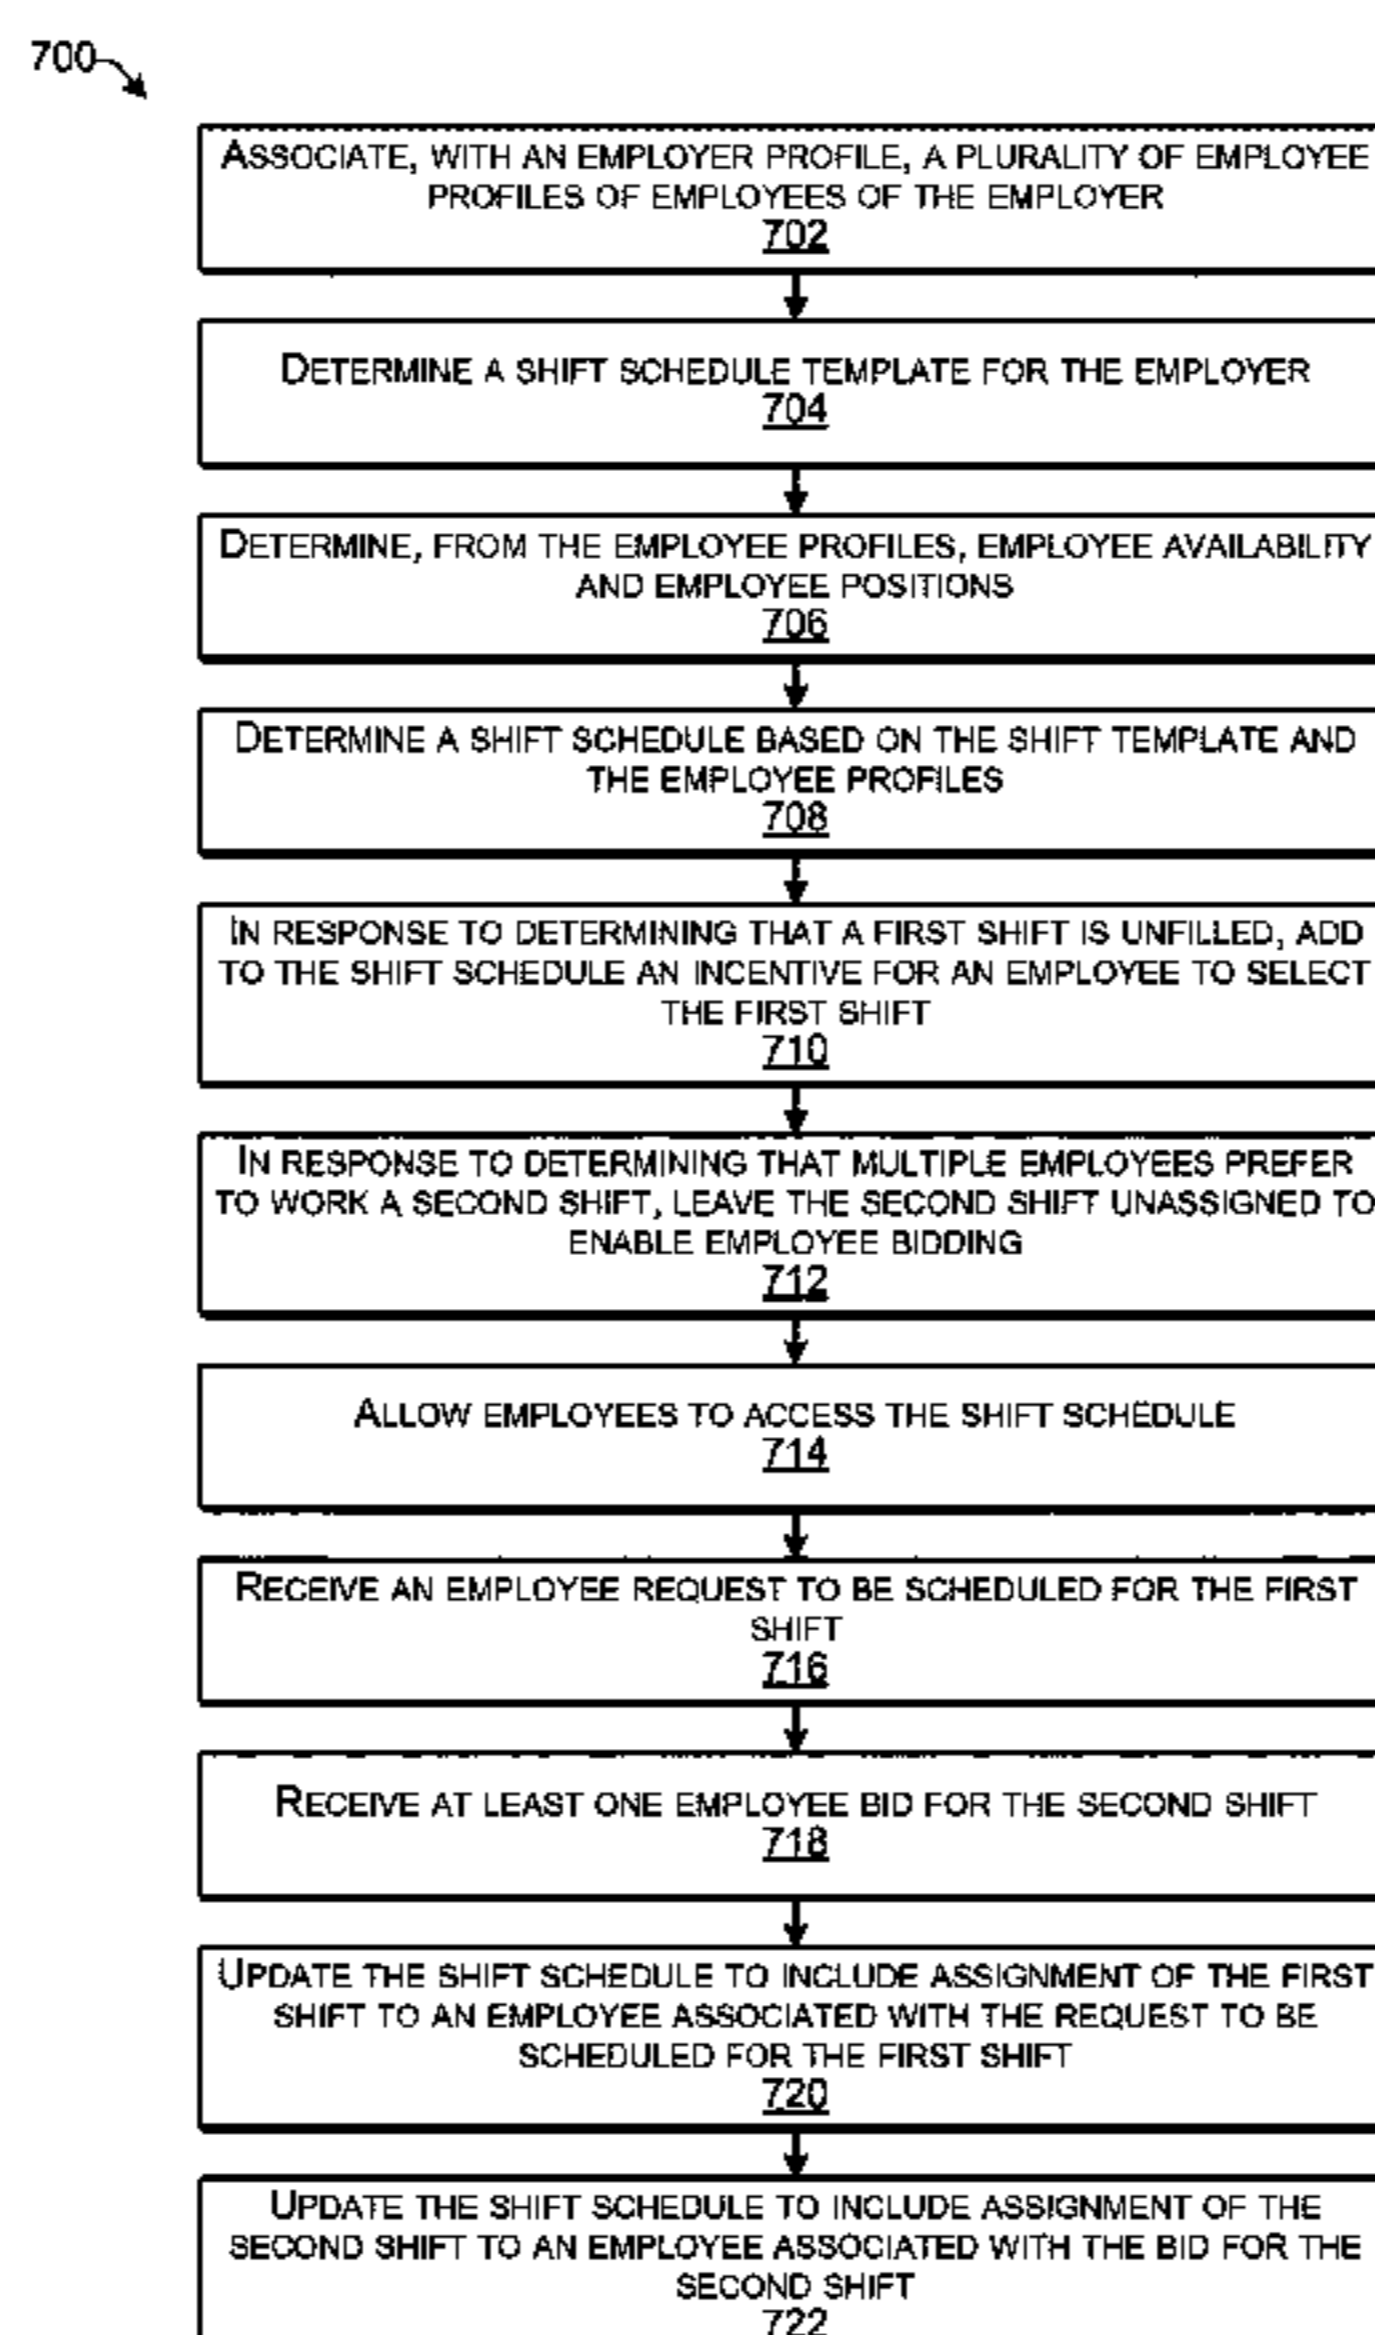 700
ASSOCIATE, WITH AN EMPLOYER PROFILE, A PLURALITY OF EMPLOYEE
PROFILES OF EMPLOYEES OF THE EMPLOYER
702
DETERMINE A SHIFT SCHEDULE TEMPLATE FOR THE EMPLOYER
704
DETERMINE, FROM THE EMPLOYEE PROFILES, EMPLOYEE AVAILABILITY
AND EMPLOYEE POSITIONS
706
DETERMINE A SHIFT SCHEDULE BASED ON THE SHIFT TEMPLATE AND
THE EMPLOYEE PROFILES
708
IN RESPONSE TO DETERMINING THAT A FIRST SHIFT IS UNFILLED, ADD
TO THE SHIFT SCHEDULE AN INCENTIVE FOR AN EMPLOYEE TO SELECT
THE FIRST SHIFT
710
IN RESPONSE TO DETERMINING THAT MULTIPLE EMPLOYEES PREFER
TO WORK A SECOND SHIFT, LEAVE THE SECOND SHIFT UNASSIGNED TO
ENABLE EMPLOYEE BIDDING
712
ALLOW EMPLOYEES TO ACCESS THE SHIFT SCHEDULE
714
RECEIVE AN EMPLOYEE REQUEST TO BE SCHEDULED FOR THE FIRST
SHIFT
716
RECEIVE AT LEAST ONE EMPLOYEE BID FOR THE SECOND SHIFT
718
UPDATE THE SHIFT SCHEDULE TO INCLUDE ASSIGNMENT OF THE FIRST
SHIFT TO AN EMPLOYEE ASSOCIATED WITH THE REQUEST TO BE
SCHEDULED FOR THE FIRST SHIFT
720
UPDATE THE SHIFT SCHEDULE TO INCLUDE ASSIGNMENT OF THE
SECOND SHIFT TO AN EMPLOYEE ASSOCIATED WITH THE BID FOR THE
SECOND SHIFT
722